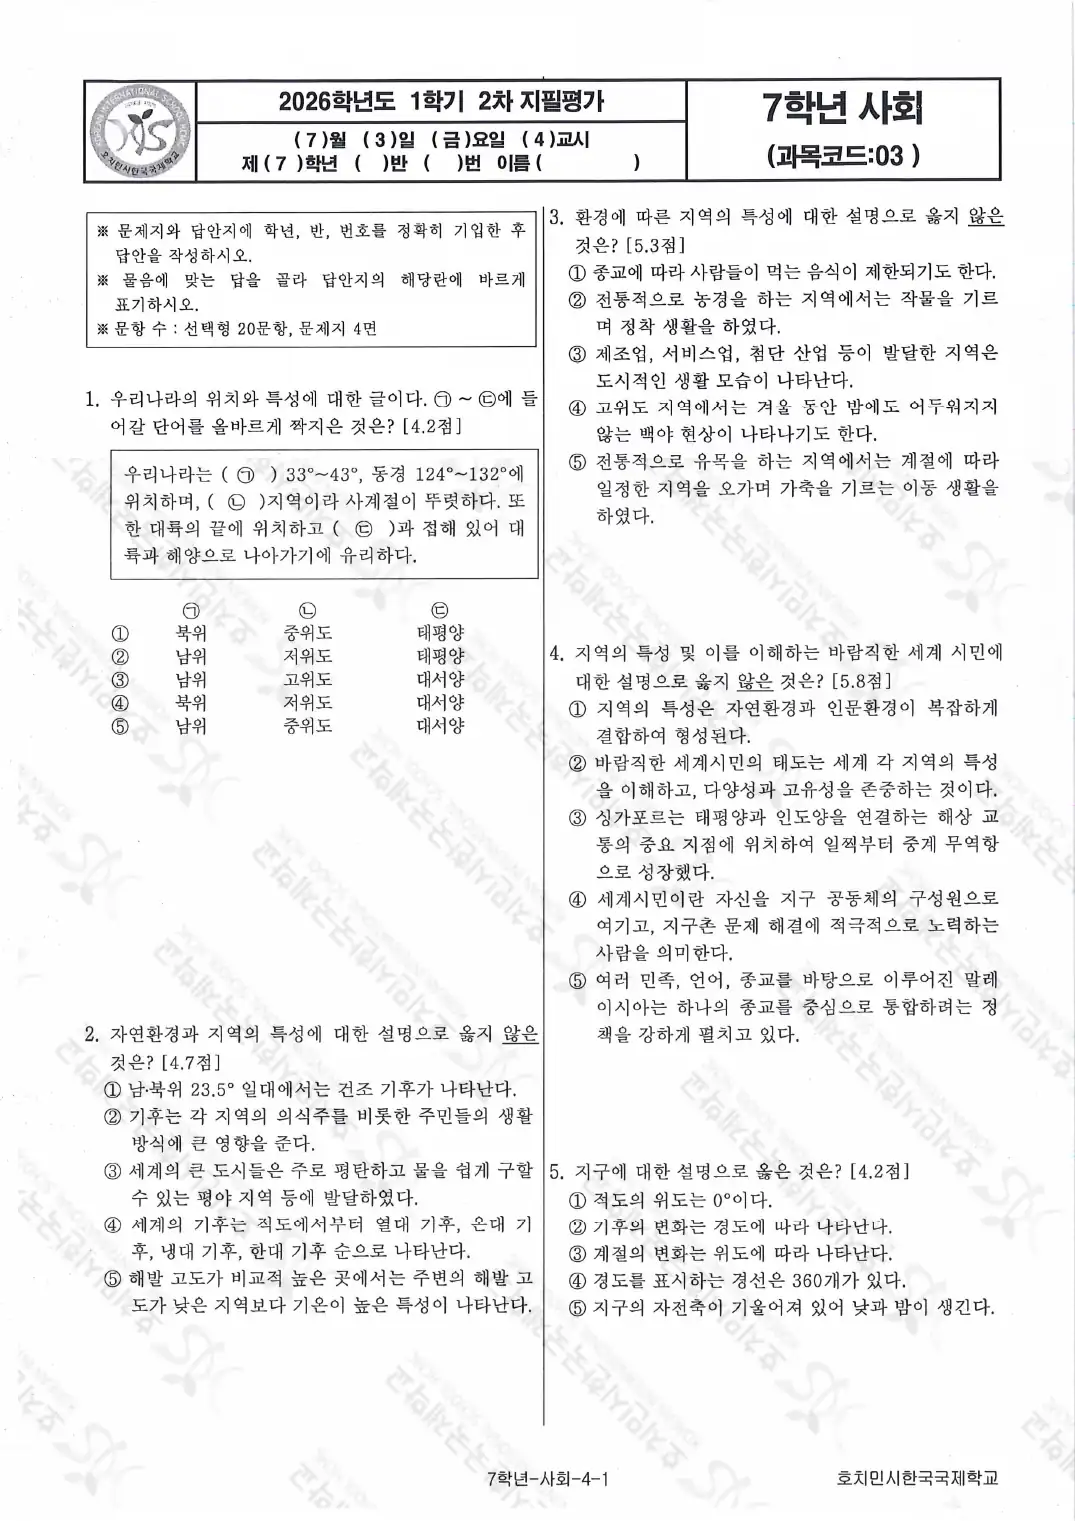 2026학년도 1학기 2차 지필평가
(7)월 (3)일 (금)요일 (4)교시
제(7)학년 ( )반 ( )번 이름( )
7학년 사회
(과목코드:03)
※ 문제지와 답안지에 학년, 반, 번호를 정확히 기입한 후
답안을 작성하시오.
※ 물음에 맞는 답을 골라 답안지의 해당란에 바르게
표기하시오.
※ 문항 수 : 선택형 20문항, 문제지 4면
1. 우리나라의 위치와 특성에 대한 글이다. ㉠ ~ ㉢에 들
어갈 단어를 올바르게 짝지은 것은? [4.2점]
우리나라는 ( ㉠ ) 33°~43°, 동경 124°~132°에
위치하며, ( ㉡ )지역이라 사계절이 뚜렷하다. 또
한 대륙의 끝에 위치하고 ( ㉢ )과 접해 있어 대
륙과 해양으로 나아가기에 유리하다.
㉠ ㉡ ㉢
① 북위 중위도 태평양
② 남위 저위도 태평양
③ 남위 고위도 대서양
④ 북위 저위도 대서양
⑤ 남위 중위도 대서양
2. 자연환경과 지역의 특성에 대한 설명으로 옳지 않은
것은? [4.7점]
① 남·북위 23.5° 일대에서는 건조 기후가 나타난다.
② 기후는 각 지역의 의식주를 비롯한 주민들의 생활
방식에 큰 영향을 준다.
③ 세계의 큰 도시들은 주로 평탄하고 물을 쉽게 구할
수 있는 평야 지역 등에 발달하였다.
④ 세계의 기후는 적도에서부터 열대 기후, 온대 기
후, 냉대 기후, 한대 기후 순으로 나타난다.
⑤ 해발 고도가 비교적 높은 곳에서는 주변의 해발 고
도가 낮은 지역보다 기온이 높은 특성이 나타난다.
3. 환경에 따른 지역의 특성에 대한 설명으로 옳지 않은
것은? [5.3점]
① 종교에 따라 사람들이 먹는 음식이 제한되기도 한다.
② 전통적으로 농경을 하는 지역에서는 작물을 기르
며 정착 생활을 하였다.
③ 제조업, 서비스업, 첨단 산업 등이 발달한 지역은
도시적인 생활 모습이 나타난다.
④ 고위도 지역에서는 겨울 동안 밤에도 어두워지지
않는 백야 현상이 나타나기도 한다.
⑤ 전통적으로 유목을 하는 지역에서는 계절에 따라
일정한 지역을 오가며 가축을 기르는 이동 생활을
하였다.
4. 지역의 특성 및 이를 이해하는 바람직한 세계 시민에
대한 설명으로 옳지 않은 것은? [5.8점]
① 지역의 특성은 자연환경과 인문환경이 복잡하게
결합하여 형성된다.
② 바람직한 세계시민의 태도는 세계 각 지역의 특성
을 이해하고, 다양성과 고유성을 존중하는 것이다.
③ 싱가포르는 태평양과 인도양을 연결하는 해상 교
통의 중요 지점에 위치하여 일찍부터 중계 무역항
으로 성장했다.
④ 세계시민이란 자신을 지구 공동체의 구성원으로
여기고, 지구촌 문제 해결에 적극적으로 노력하는
사람을 의미한다.
⑤ 여러 민족, 언어, 종교를 바탕으로 이루어진 말레
이시아는 하나의 종교를 중심으로 통합하려는 정
책을 강하게 펼치고 있다.
5. 지구에 대한 설명으로 옳은 것은? [4.2점]
① 적도의 위도는 0°이다.
② 기후의 변화는 경도에 따라 나타난다.
③ 계절의 변화는 위도에 따라 나타난다.
④ 경도를 표시하는 경선은 360개가 있다.
⑤ 지구의 자전축이 기울어져 있어 낮과 밤이 생긴다.
7학년-사회-4-1
호치민시한국국제학교